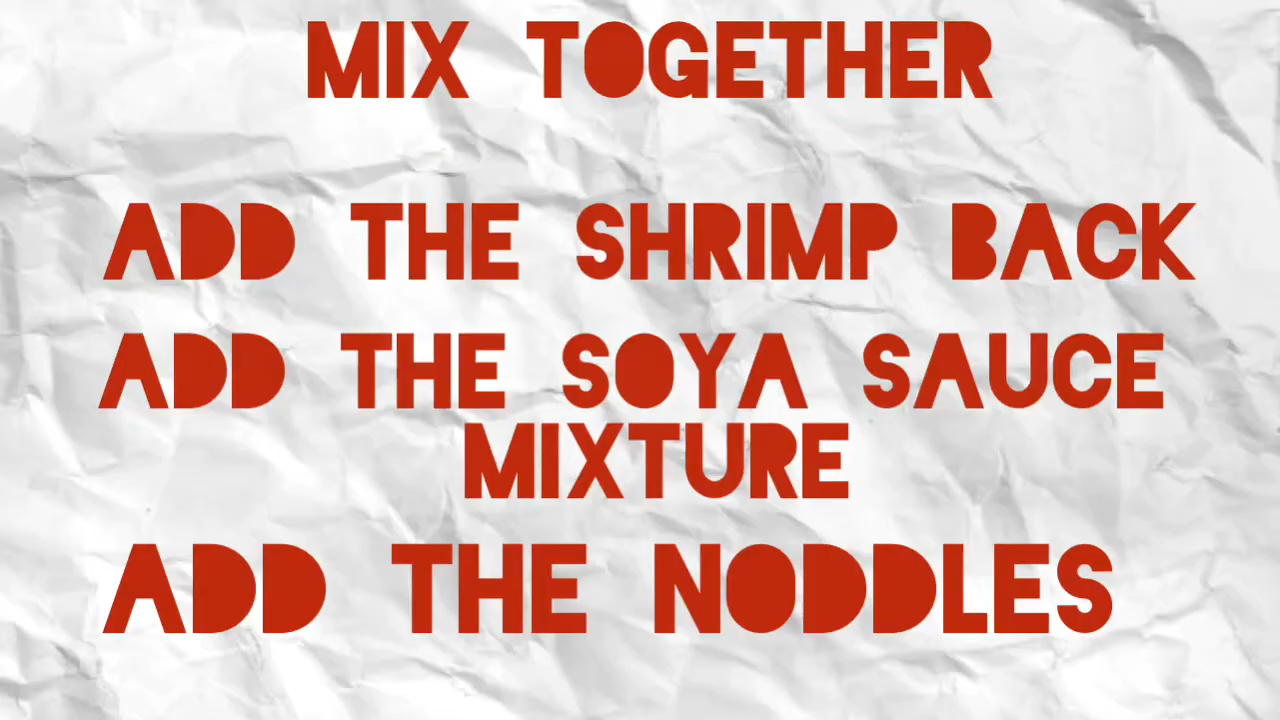 MIX TOGETHER
ADD THE SHRIMP BACK
ADD THE SOYA SAUCE
MIXTURE
ADD THE NODDLES